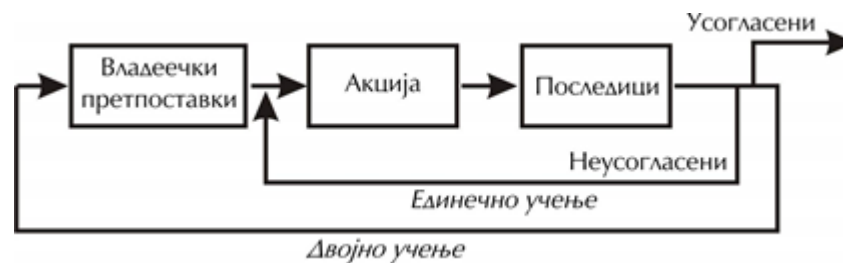 Усогласени
Владеечки
претпоставки
Акција
Последици
Неусогласени
Единечно учење
Двојно учење